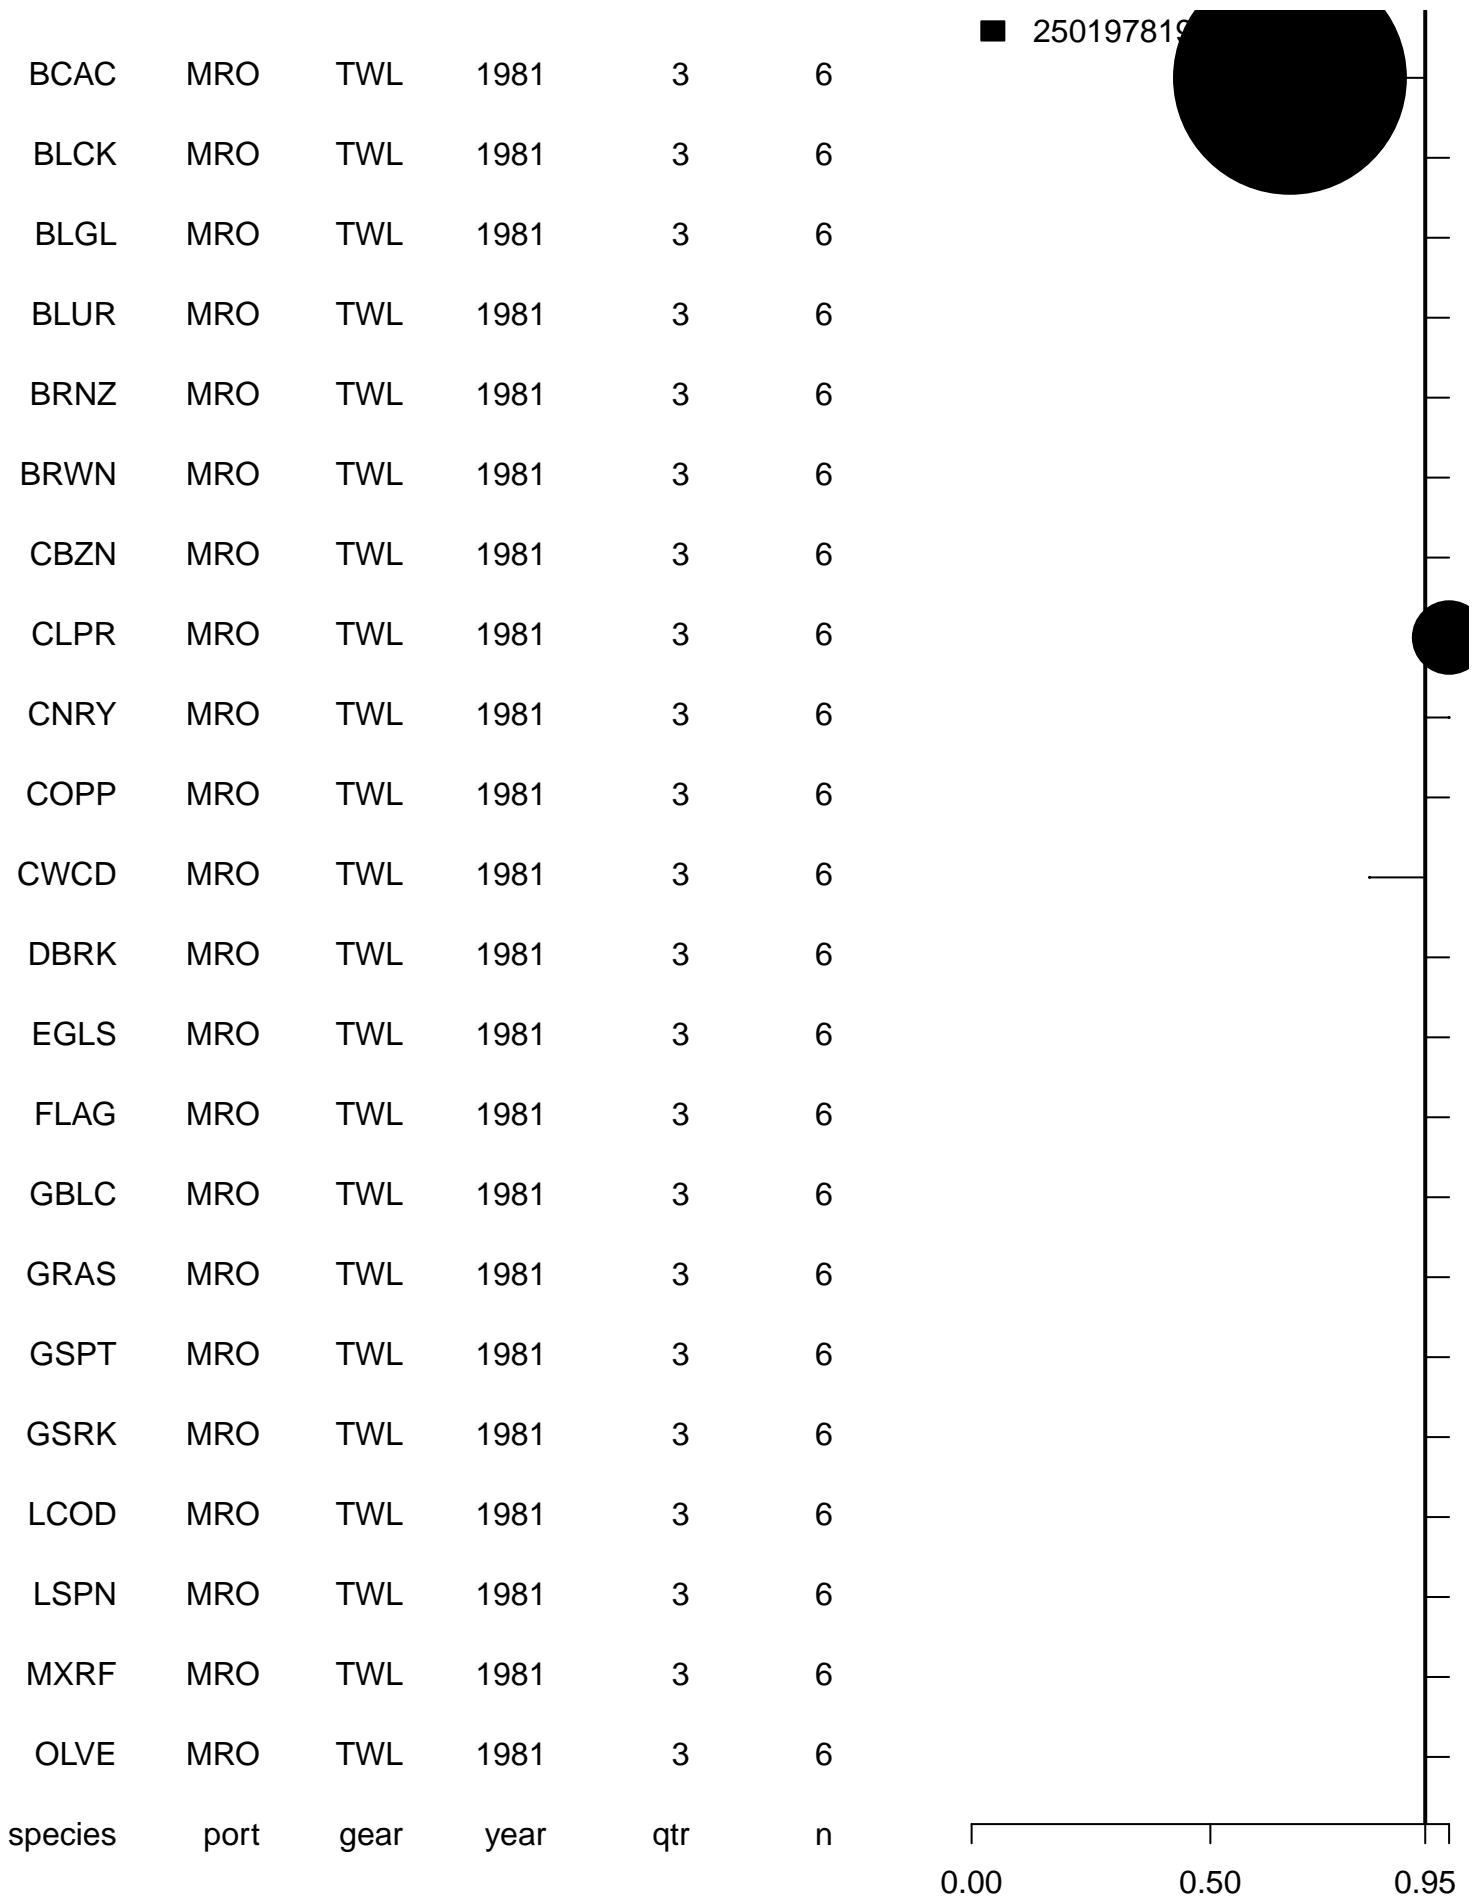 250197819
BCAC MRO TWL 1981 3 6
BLCK MRO TWL 1981 3 6
BLGL MRO TWL 1981 3 6
BLUR MRO TWL 1981 3 6
BRNZ MRO TWL 1981 3 6
BRWN MRO TWL 1981 3 6
CBZN MRO TWL 1981 3 6
CLPR MRO TWL 1981 3 6
CNRY MRO TWL 1981 3 6
COPP MRO TWL 1981 3 6
CWCD MRO TWL 1981 3 6
DBRK MRO TWL 1981 3 6
EGLS MRO TWL 1981 3 6
FLAG MRO TWL 1981 3 6
GBLC MRO TWL 1981 3 6
GRAS MRO TWL 1981 3 6
GSPT MRO TWL 1981 3 6
GSRK MRO TWL 1981 3 6
LCOD MRO TWL 1981 3 6
LSPN MRO TWL 1981 3 6
MXRF MRO TWL 1981 3 6
OLVE MRO TWL 1981 3 6
species port gear year qtr n
0.00 0.50 0.95